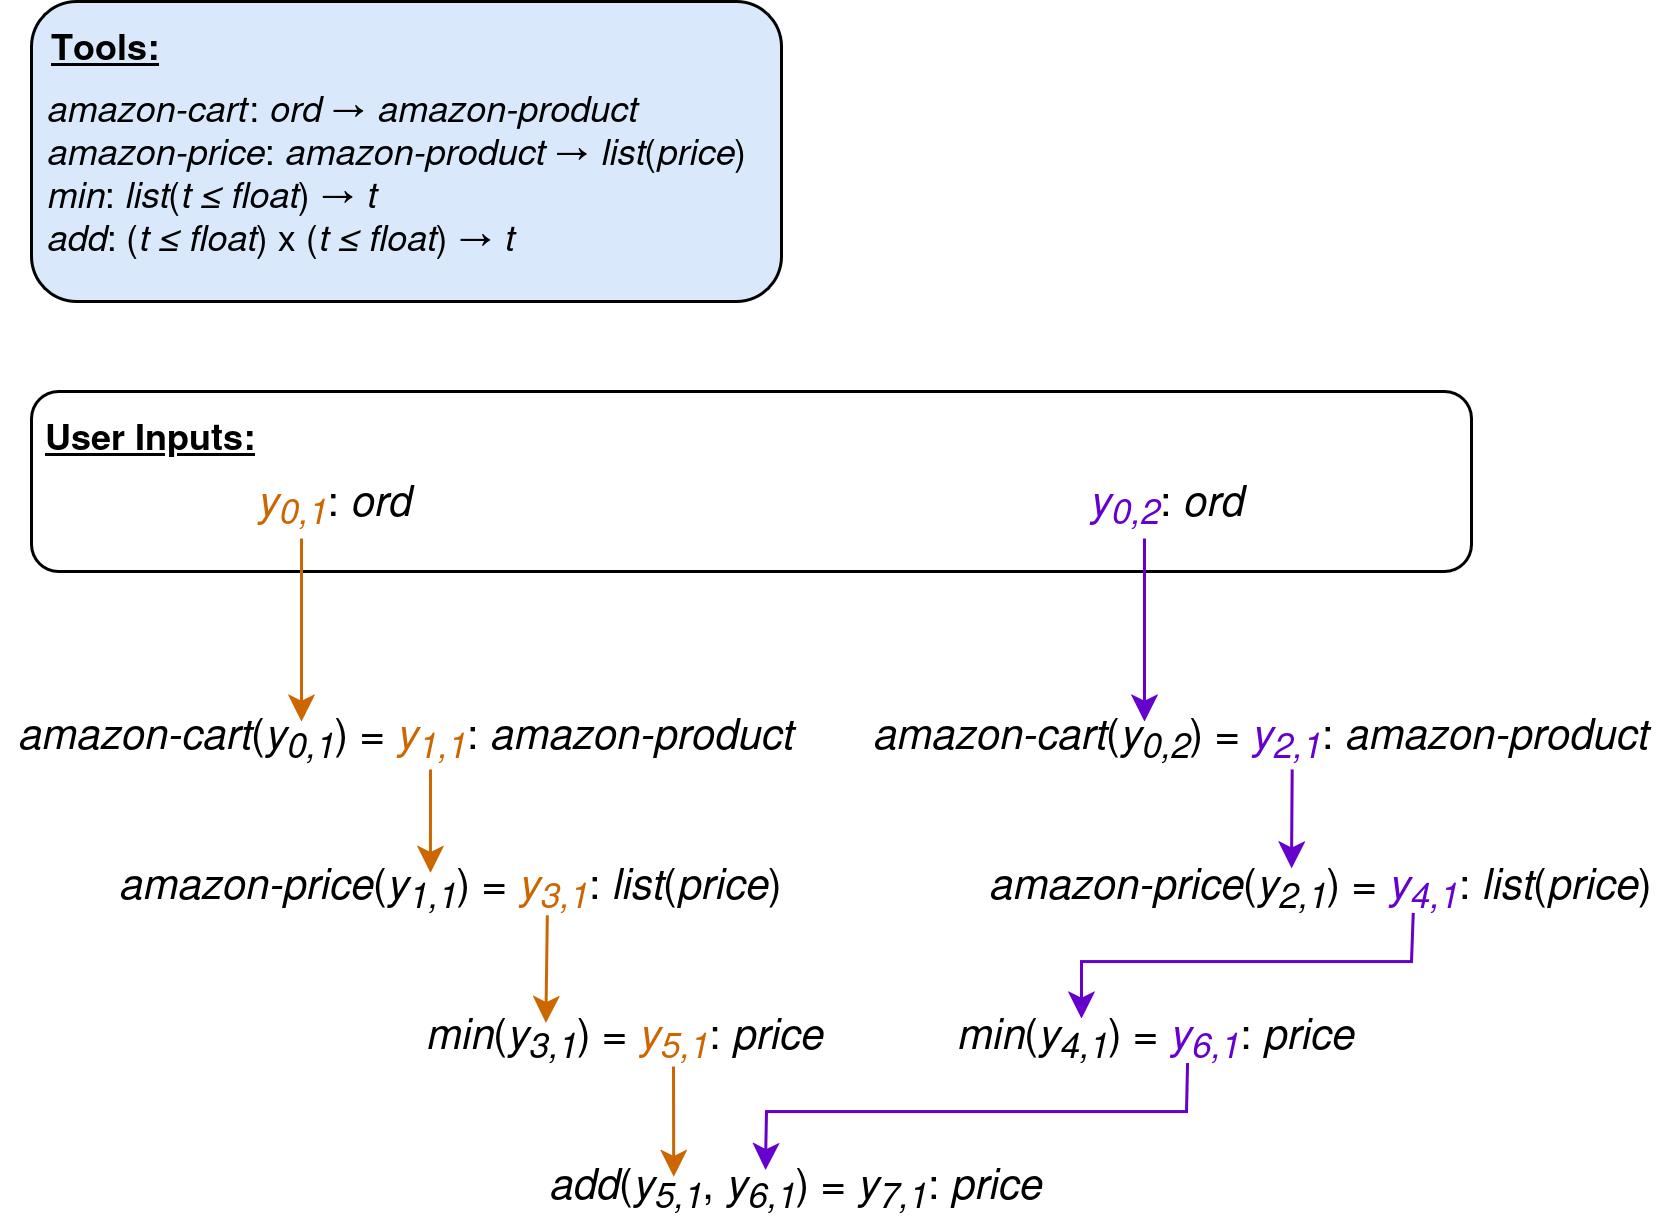 Tools:
amazon-cart: ord → amazon-product
amazon-price: amazon-product → list(price)
min: list(t ≤ float) → t
add: (t ≤ float) x (t ≤ float) → t
User Inputs:
y0,1: ord
y0,2: ord
amazon-cart(y0,1) = y1,1: amazon-product
amazon-cart(y0,2) = y2,1: amazon-product
amazon-price(y1,1) = y3,1: list(price)
amazon-price(y2,1) = y4,1: list(price)
min(y3,1) = y5,1: price
min(y4,1) = y6,1: price
add(y5,1, y6,1) = y7,1: price